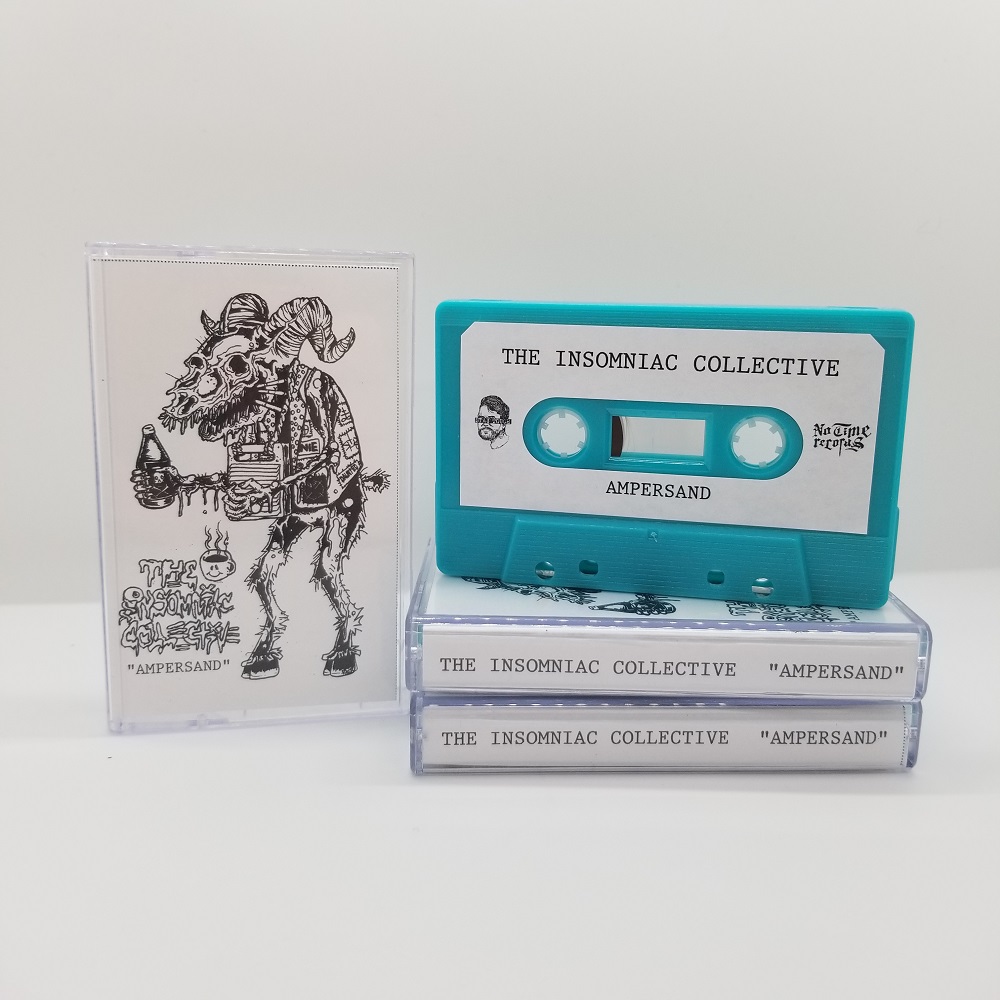 THE
INSOMNIAC
COLLECTIVE
"AMPERSAND"
THE INSOMNIAC COLLECTIVE
No Time
records
AMPERSAND
THE INSOMNIAC COLLECTIVE "AMPERSAND"
THE INSOMNIAC COLLECTIVE "AMPERSAND"